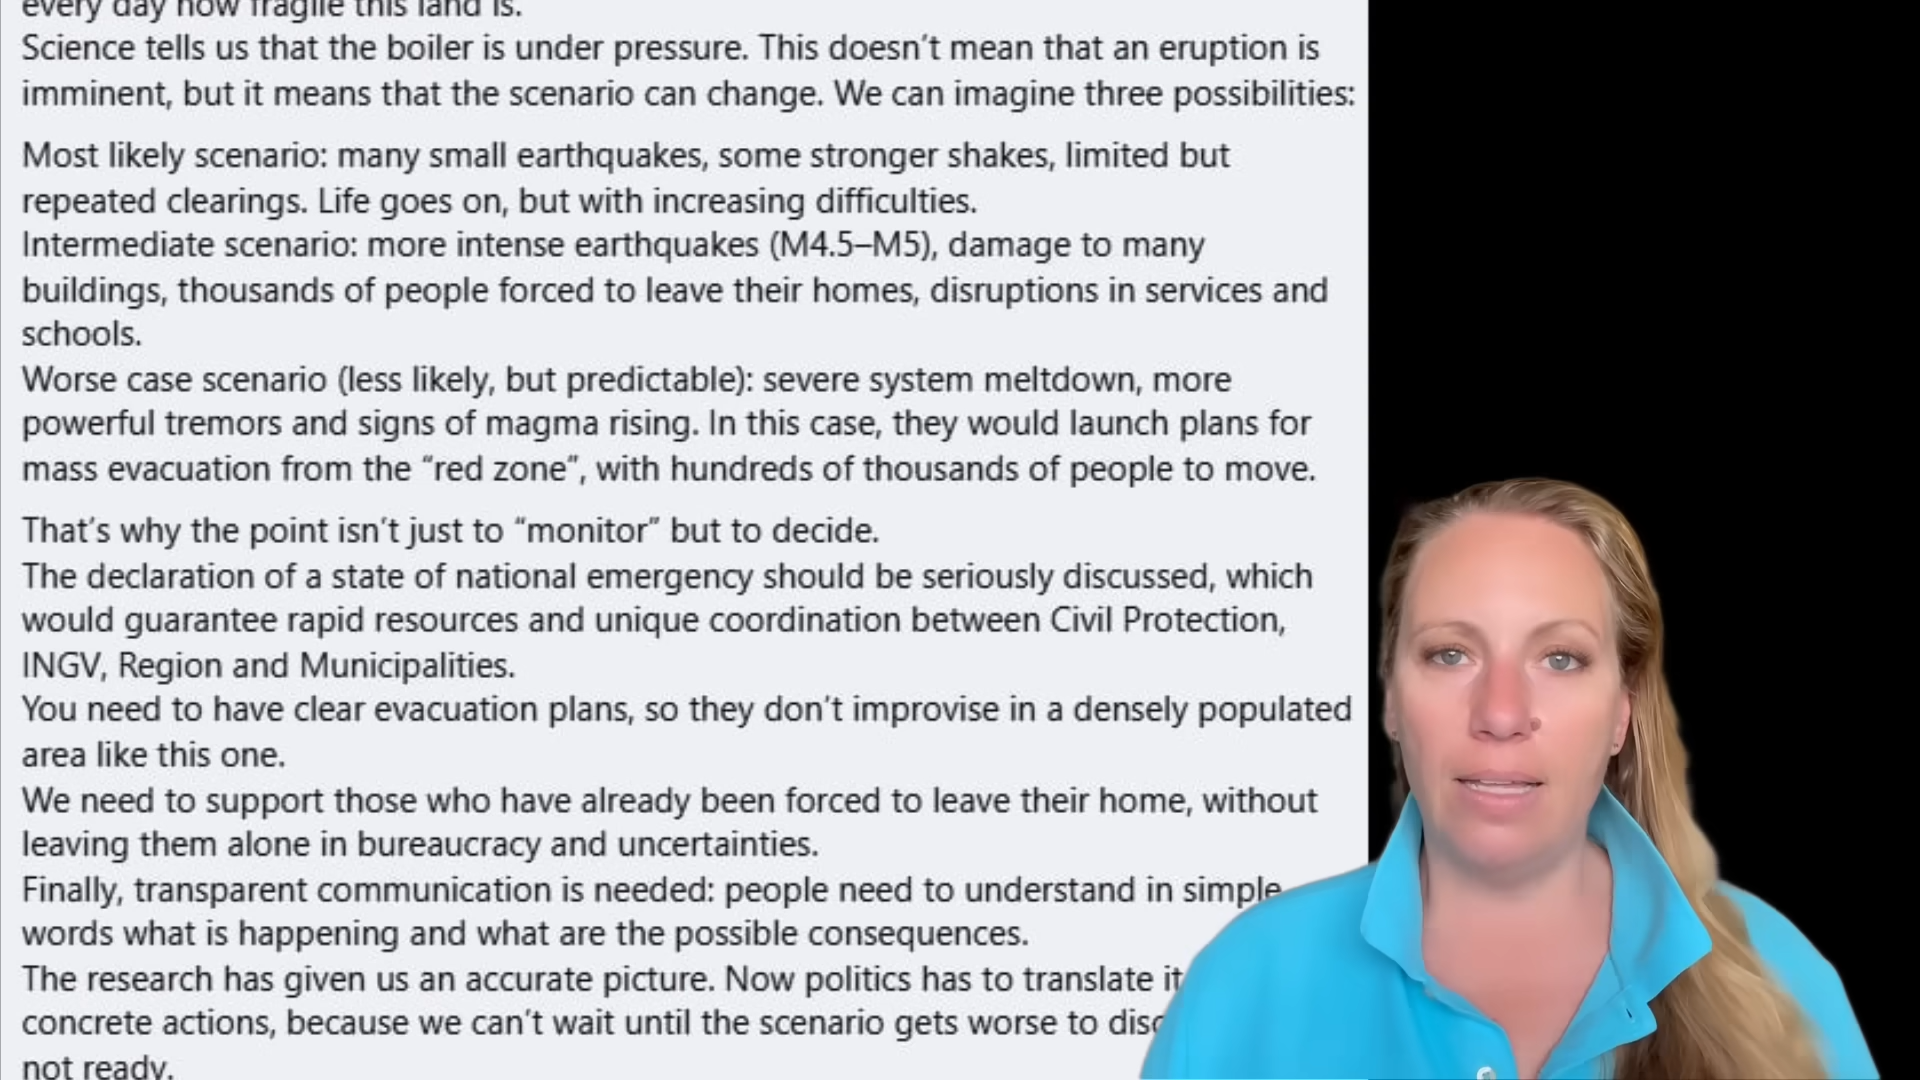 every day how fragile this land is.
Science tells us that the boiler is under pressure. This doesn’t mean that an eruption is
imminent, but it means that the scenario can change. We can imagine three possibilities:
Most likely scenario: many small earthquakes, some stronger shakes, limited but
repeated clearings. Life goes on, but with increasing difficulties.
Intermediate scenario: more intense earthquakes (M4.5–M5), damage to many
buildings, thousands of people forced to leave their homes, disruptions in services and
schools.
Worse case scenario (less likely, but predictable): severe system meltdown, more
powerful tremors and signs of magma rising. In this case, they would launch plans for
mass evacuation from the “red zone”, with hundreds of thousands of people to move.
That’s why the point isn’t just to “monitor” but to decide.
The declaration of a state of national emergency should be seriously discussed, which
would guarantee rapid resources and unique coordination between Civil Protection,
INGV, Region and Municipalities.
You need to have clear evacuation plans, so they don’t improvise in a densely populated
area like this one.
We need to support those who have already been forced to leave their home, without
leaving them alone in bureaucracy and uncertainties.
Finally, transparent communication is needed: people need to understand in simple
words what is happening and what are the possible consequences.
The research has given us an accurate picture. Now politics has to translate it
concrete actions, because we can’t wait until the scenario gets worse to
not ready.